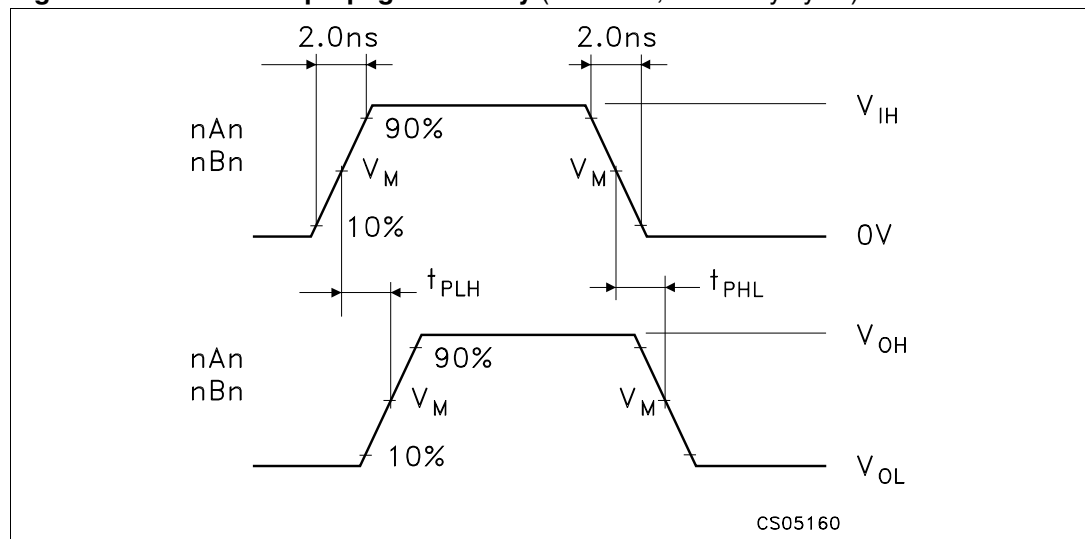 2.0ns 2.0ns
V_IH
nAn
nBn
90%
V_M V_M
10%
0V
t_PLH t_PHL
V_OH
nAn
nBn
90%
V_M V_M
10%
V_OL
CS05160